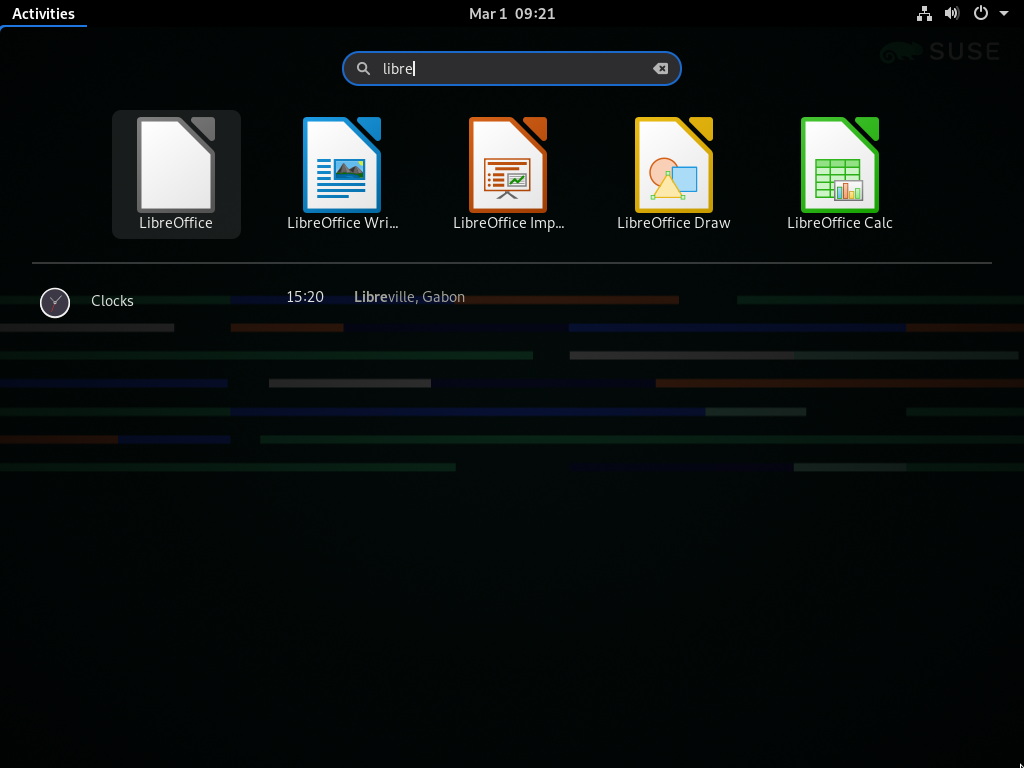 Activities
Mar 1 09:21
SUSE
libre
LibreOffice
LibreOffice Wri...
LibreOffice Imp...
LibreOffice Draw
LibreOffice Calc
Clocks
15:20
Libreville, Gabon